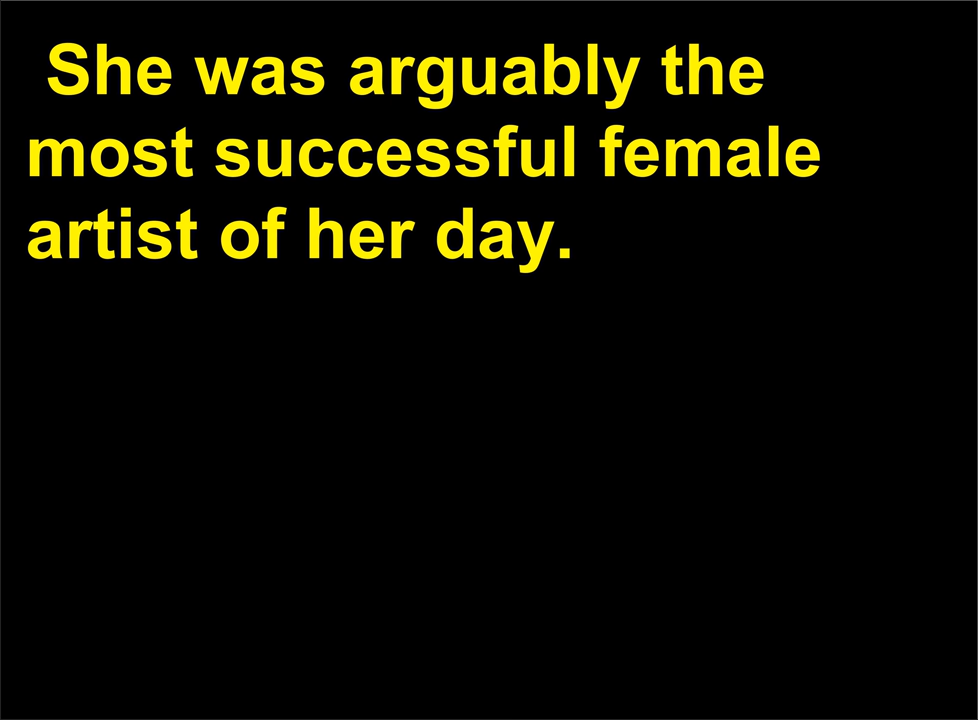 She was arguably the
most successful female
artist of her day.